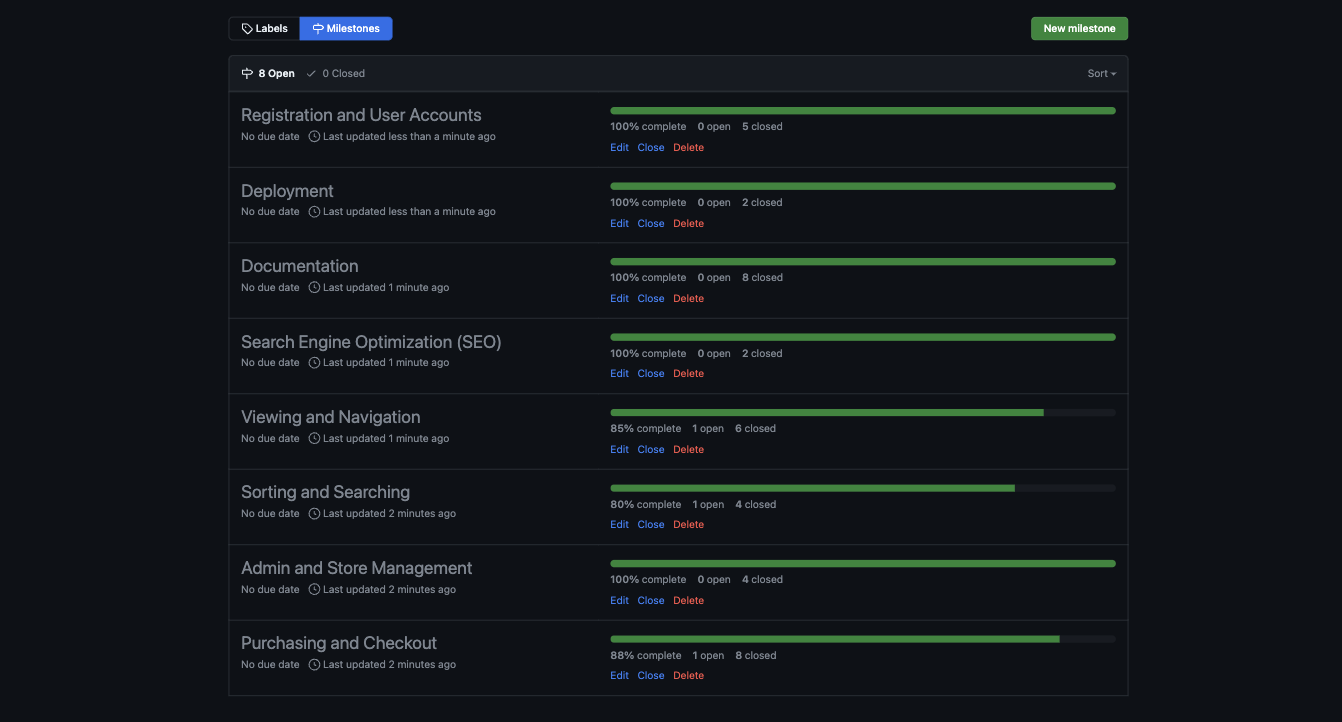 Labels Milestones New milestone
8 Open 0 Closed Sort
Registration and User Accounts
No due date Last updated less than a minute ago
100% complete 0 open 5 closed
Edit Close Delete
Deployment
No due date Last updated less than a minute ago
100% complete 0 open 2 closed
Edit Close Delete
Documentation
No due date Last updated 1 minute ago
100% complete 0 open 8 closed
Edit Close Delete
Search Engine Optimization (SEO)
No due date Last updated 1 minute ago
100% complete 0 open 2 closed
Edit Close Delete
Viewing and Navigation
No due date Last updated 1 minute ago
85% complete 1 open 6 closed
Edit Close Delete
Sorting and Searching
No due date Last updated 2 minutes ago
80% complete 1 open 4 closed
Edit Close Delete
Admin and Store Management
No due date Last updated 2 minutes ago
100% complete 0 open 4 closed
Edit Close Delete
Purchasing and Checkout
No due date Last updated 2 minutes ago
88% complete 1 open 8 closed
Edit Close Delete